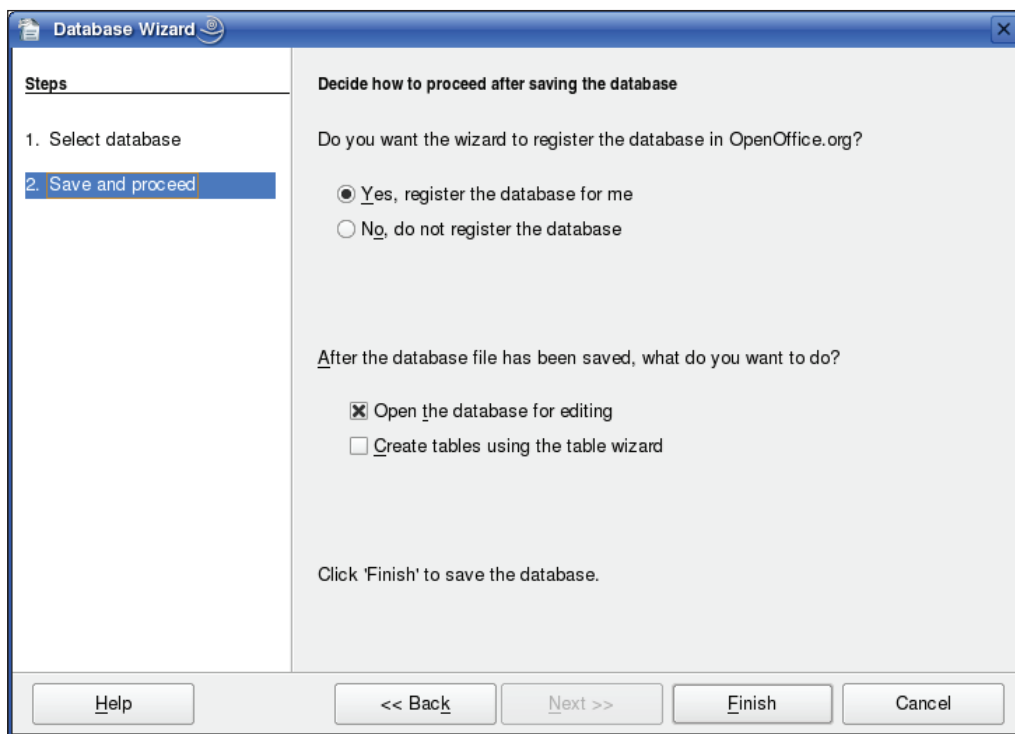 Database Wizard
Steps
1. Select database
2. Save and proceed
Decide how to proceed after saving the database
Do you want the wizard to register the database in OpenOffice.org?
Yes, register the database for me
No, do not register the database
After the database file has been saved, what do you want to do?
Open the database for editing
Create tables using the table wizard
Click 'Finish' to save the database.
Help
<< Back
Next >>
Finish
Cancel